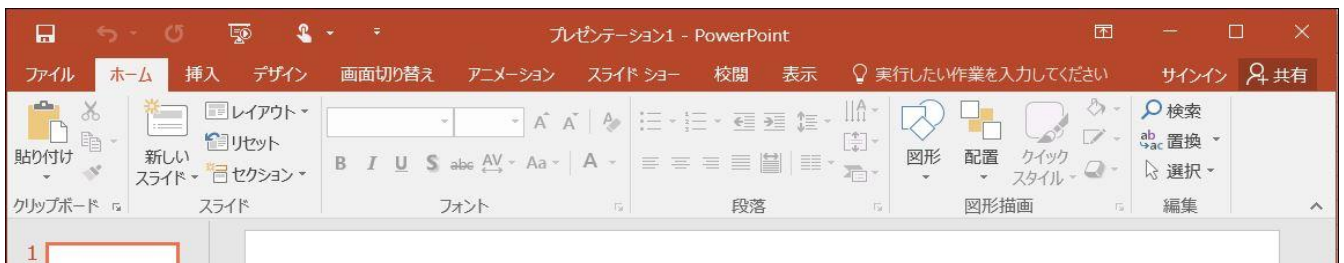 プレゼンテーション1 - PowerPoint
ファイル ホーム 挿入 デザイン 画面切り替え アニメーション スライド ショー 校閲 表示 実行したい作業を入力してください サインイン 共有
貼り付け
新しい
スライド
レイアウト
リセット
セクション
B I U S abc AV Aa A
図形
配置
クイック
スタイル
検索
置換
選択
クリップボード スライド フォント 段落 図形描画 編集
1